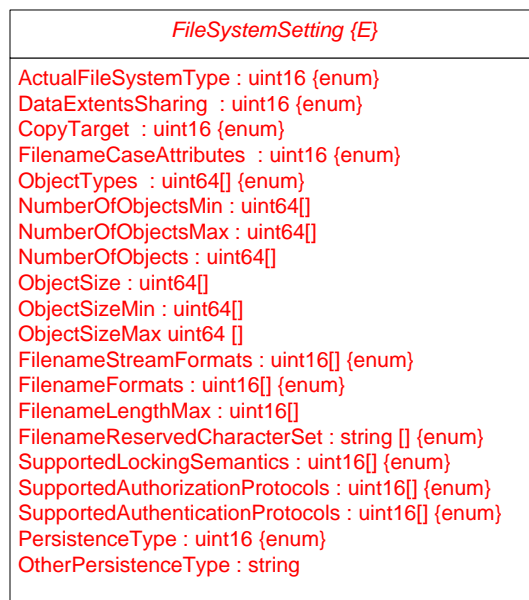 FileSystemSetting {E}
ActualFileSystemType : uint16 {enum}
DataExtentsSharing : uint16 {enum}
CopyTarget : uint16 {enum}
FilenameCaseAttributes : uint16 {enum}
ObjectTypes : uint64[] {enum}
NumberOfObjectsMin : uint64[]
NumberOfObjectsMax : uint64[]
NumberOfObjects : uint64[]
ObjectSize : uint64[]
ObjectSizeMin : uint64[]
ObjectSizeMax uint64 []
FilenameStreamFormats : uint16[] {enum}
FilenameFormats : uint16[] {enum}
FilenameLengthMax : uint16[]
FilenameReservedCharacterSet : string [] {enum}
SupportedLockingSemantics : uint16[] {enum}
SupportedAuthorizationProtocols : uint16[] {enum}
SupportedAuthenticationProtocols : uint16[] {enum}
PersistenceType : uint16 {enum}
OtherPersistenceType : string